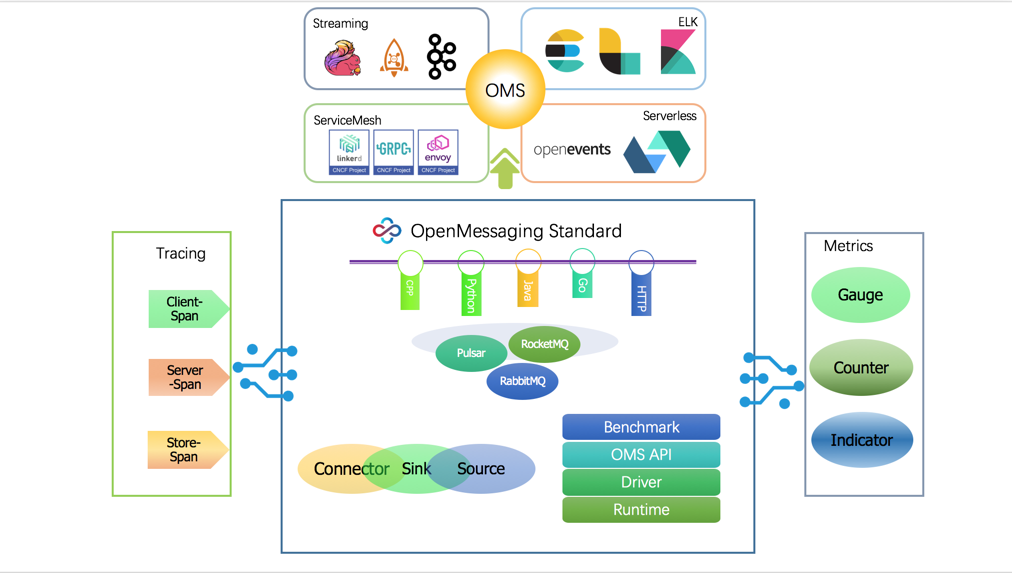 Streaming
ELK
OMS
ServiceMesh
linkerd
CNCF Project
GRPC
CNCF Project
envoy
CNCF Project
Serverless
openevents
OpenMessaging Standard
CPP
Python
Java
Go
HTTP
Pulsar
RocketMQ
RabbitMQ
Connector
Sink
Source
Benchmark
OMS API
Driver
Runtime
Tracing
Client-
Span
Server
-Span
Store-
Span
Metrics
Gauge
Counter
Indicator